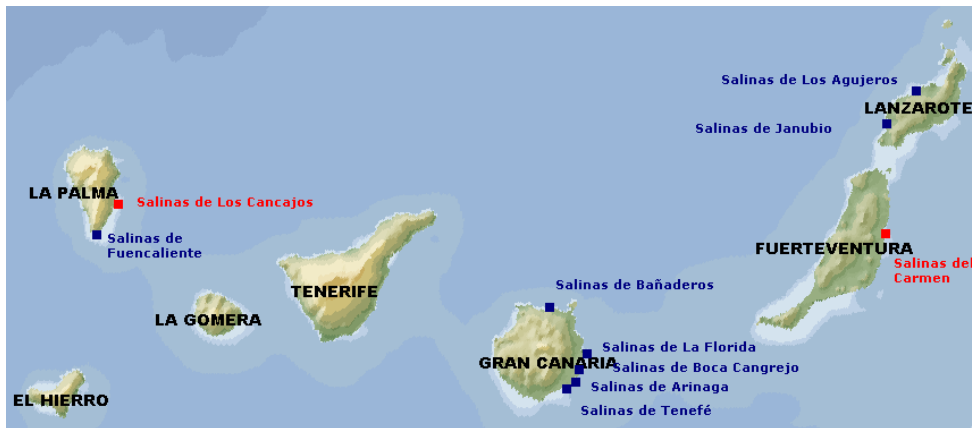 Salinas de Los Agujeros
LANZAROTE
Salinas de Janubio
LA PALMA
Salinas de Los Cancajos
Salinas de
Fuencaliente
FUERTEVENTURA
Salinas del
Carmen
TENERIFE
Salinas de Bañaderos
LA GOMERA
Salinas de La Florida
GRAN CANARIA
Salinas de Boca Cangrejo
Salinas de Arinaga
EL HIERRO
Salinas de Tenefé